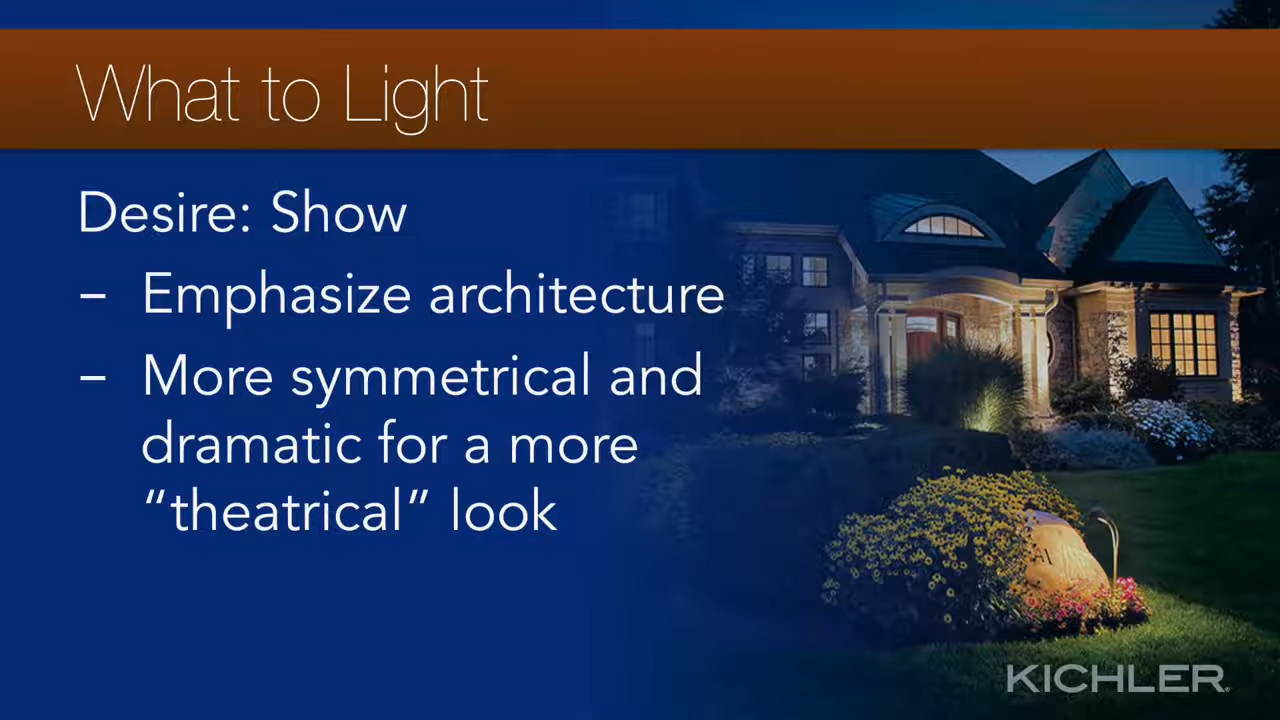 What to Light
Desire: Show
– Emphasize architecture
– More symmetrical and
dramatic for a more
“theatrical” look
KICHLER